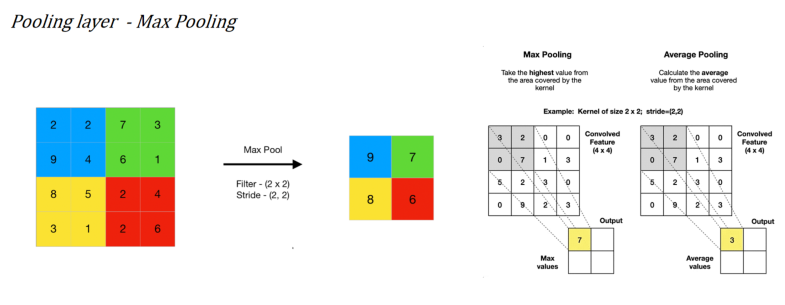 Pooling layer - Max Pooling
2 2 7 3
9 4 6 1
8 5 2 4
3 1 2 6
Max Pool
Filter - (2 x 2)
Stride - (2, 2)
9 7
8 6
Max Pooling
Take the highest value from
the area covered by the
kernel
Average Pooling
Calculate the average
value from the area covered
by the kernel
Example: Kernel of size 2 x 2; stride=(2,2)
3 2 0 0
0 7 1 3
5 2 3 0
0 9 2 3
Convolved
Feature
(4 x 4)
Output
7
Max
values
3 2 0 0
0 7 1 3
5 2 3 0
0 9 2 3
Convolved
Feature
(4 x 4)
Output
3
Average
values